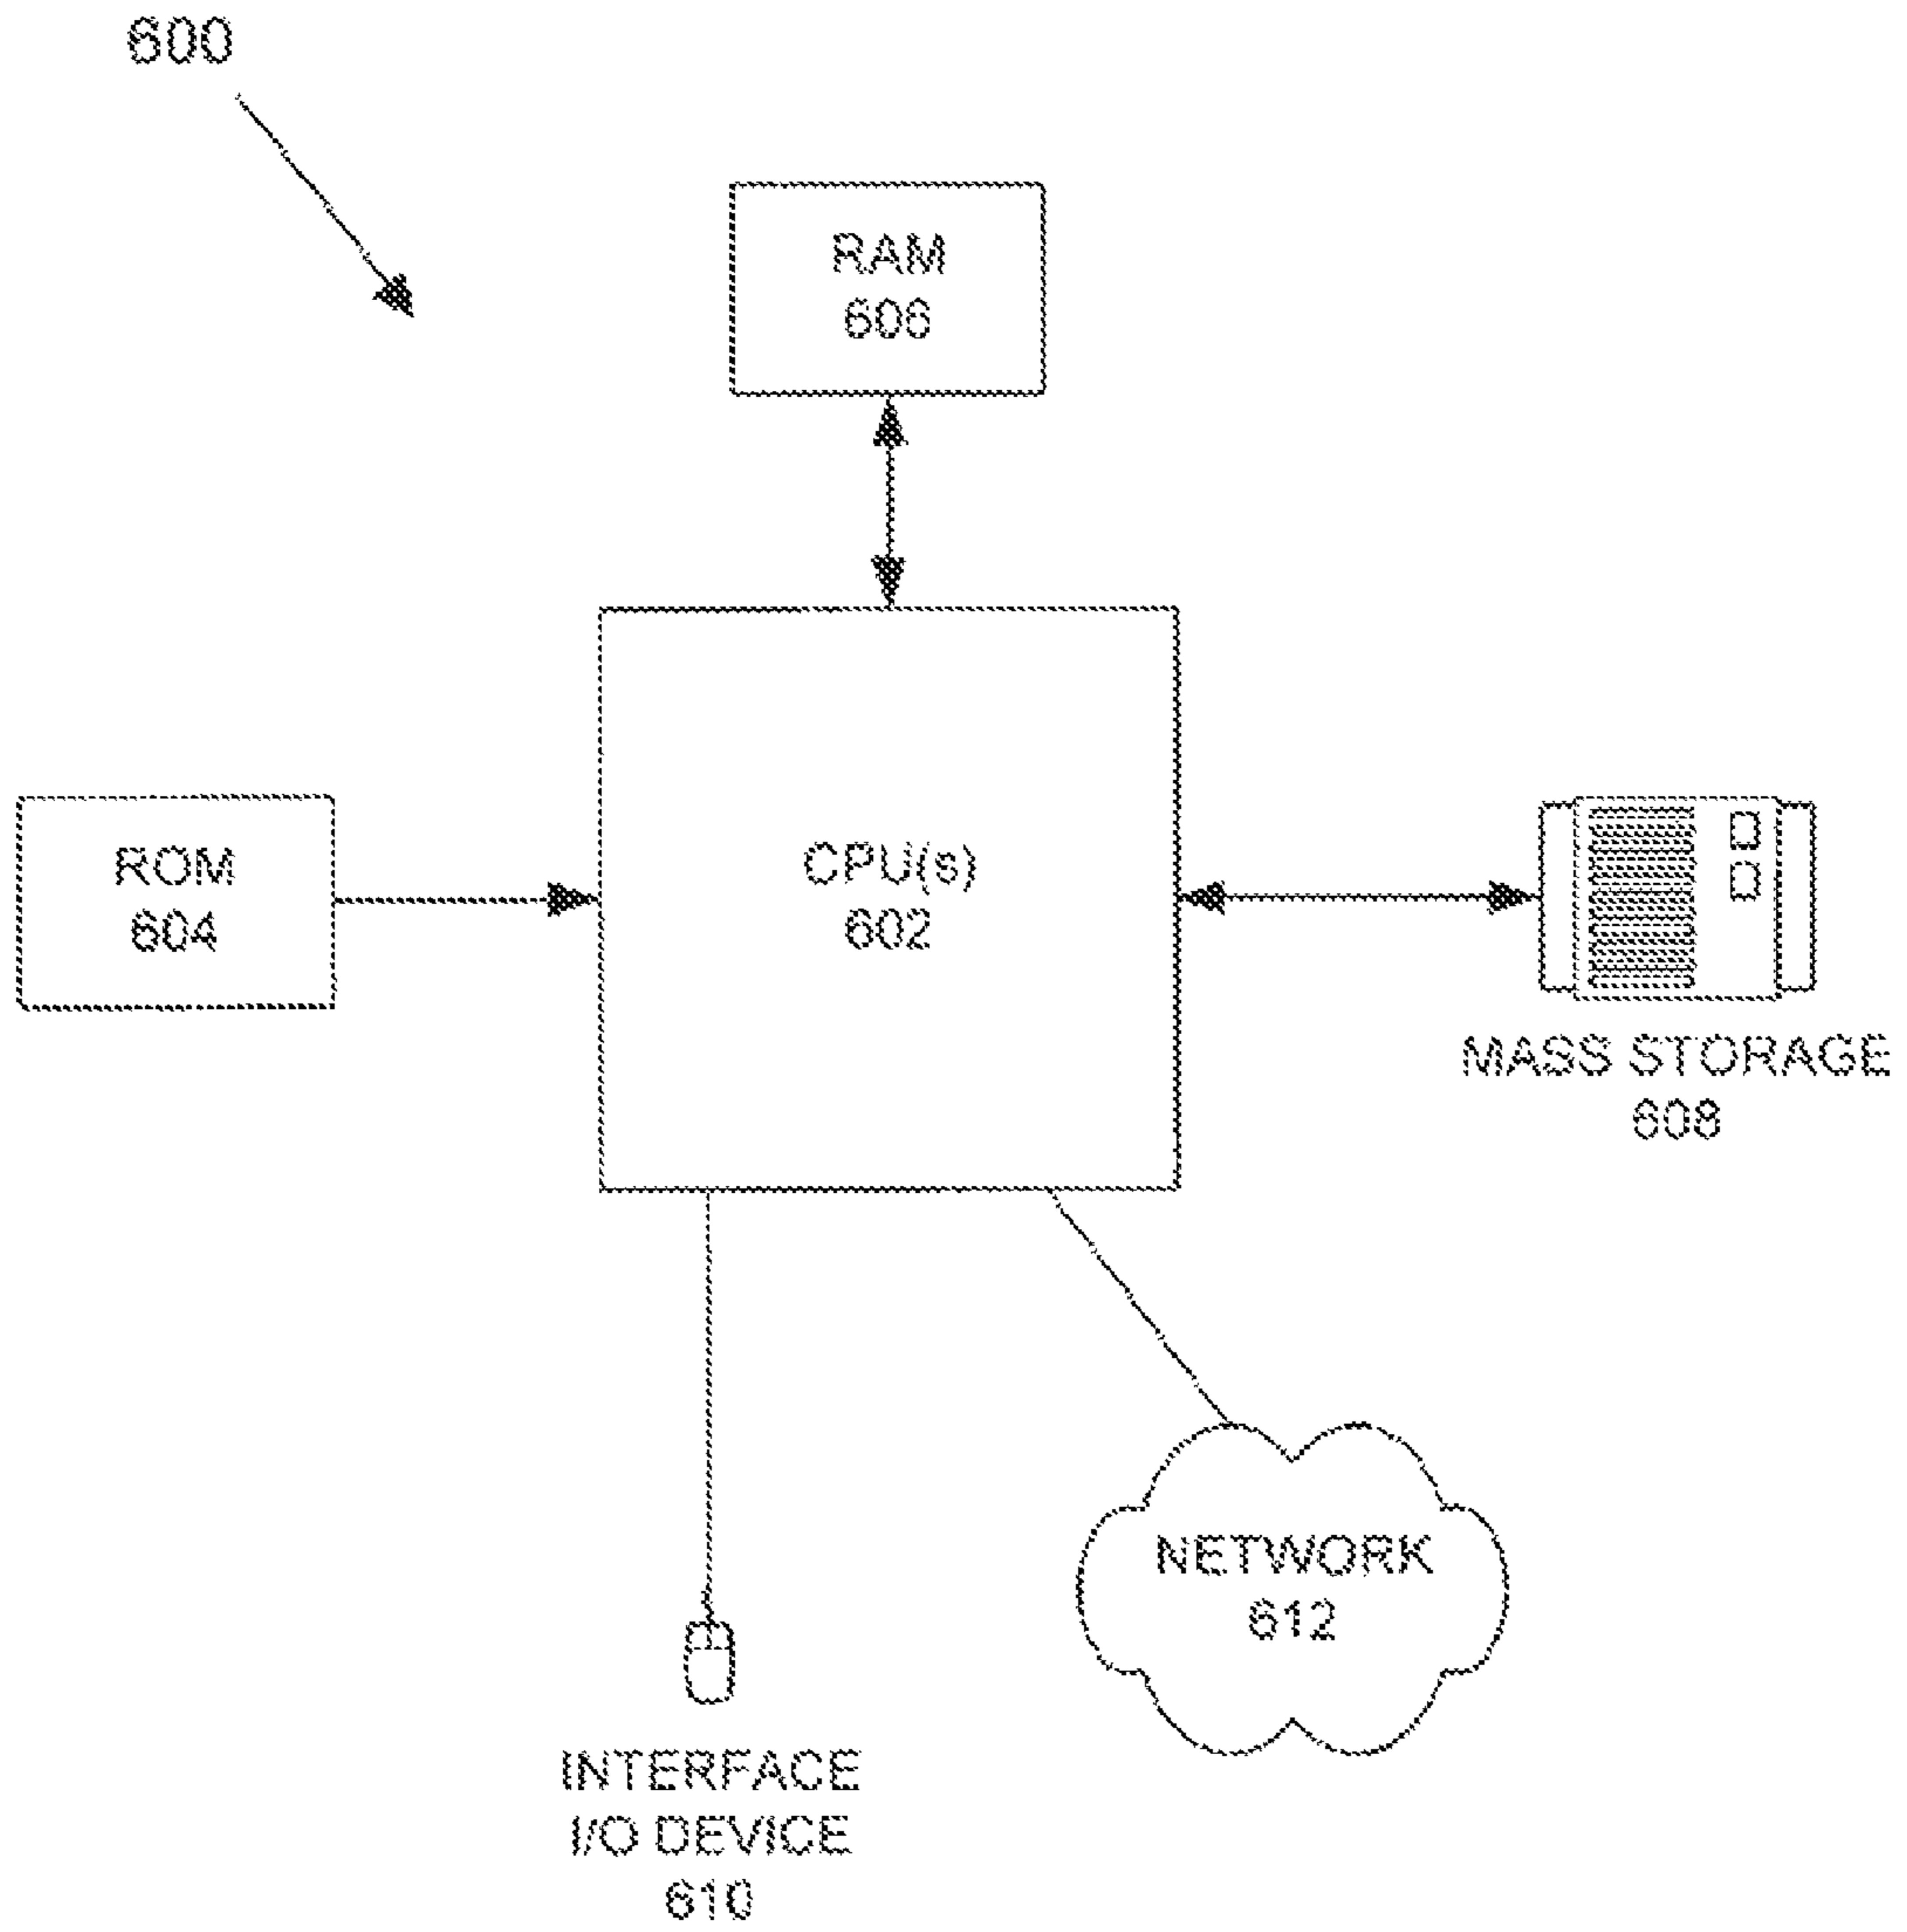 600
RAM
606
ROM
604
CPU(s)
602
MASS STORAGE
608
NETWORK
612
INTERFACE
I/O DEVICE
610